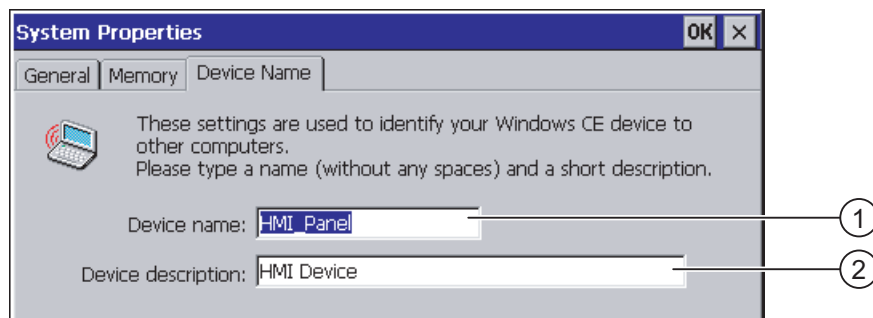 System Properties OK ×
General Memory Device Name
These settings are used to identify your Windows CE device to
other computers.
Please type a name (without any spaces) and a short description.
Device name: HMI_Panel 1
Device description: HMI Device 2